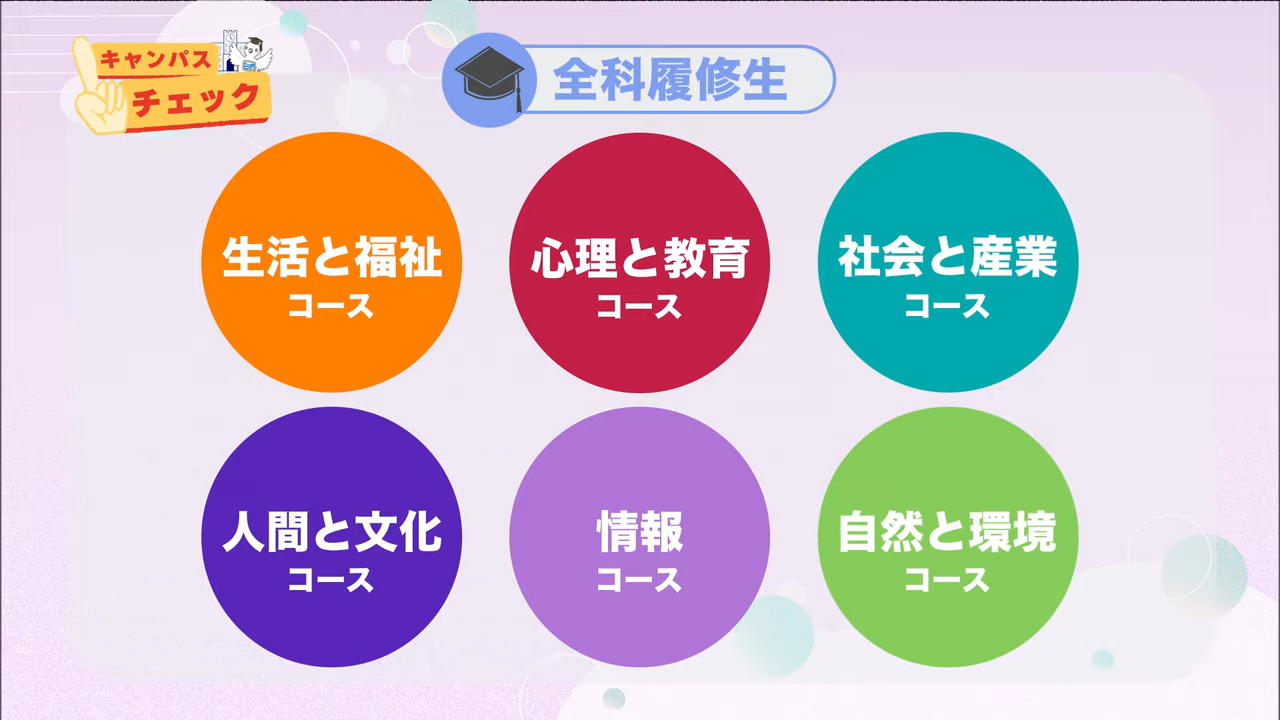 キャンパス
チェック
全科履修生
生活と福祉
コース
心理と教育
コース
社会と産業
コース
人間と文化
コース
情報
コース
自然と環境
コース